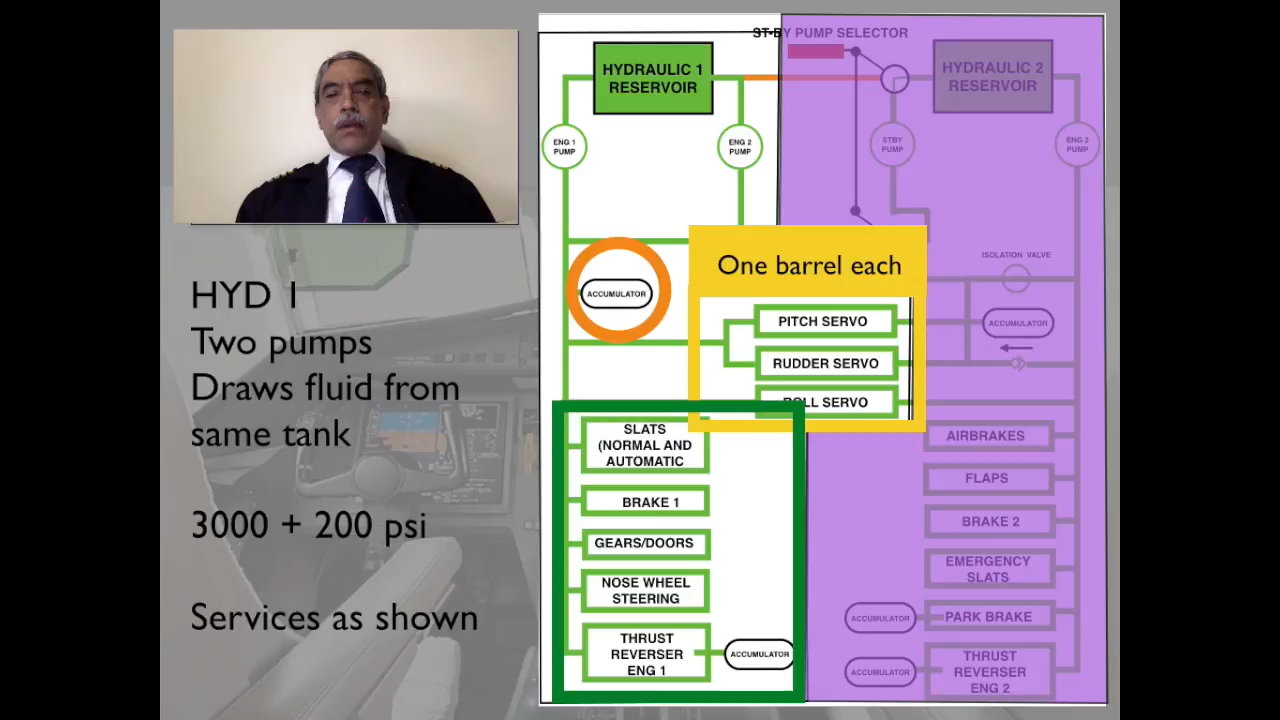 HYD 1
Two pumps
Draws fluid from
same tank
3000 + 200 psi
Services as shown
ST-BY PUMP SELECTOR
HYDRAULIC 1
RESERVOIR
HYDRAULIC 2
RESERVOIR
ENG 1
PUMP
ENG 2
PUMP
STBY
PUMP
ENG 2
PUMP
One barrel each
ISOLATION VALVE
ACCUMULATOR
PITCH SERVO
ACCUMULATOR
RUDDER SERVO
ROLL SERVO
SLATS
(NORMAL AND
AUTOMATIC
BRAKE 1
GEARS/DOORS
NOSE WHEEL
STEERING
THRUST
REVERSER
ENG 1
ACCUMULATOR
AIRBRAKES
FLAPS
BRAKE 2
EMERGENCY
SLATS
ACCUMULATOR
PARK BRAKE
ACCUMULATOR
THRUST
REVERSER
ENG 2